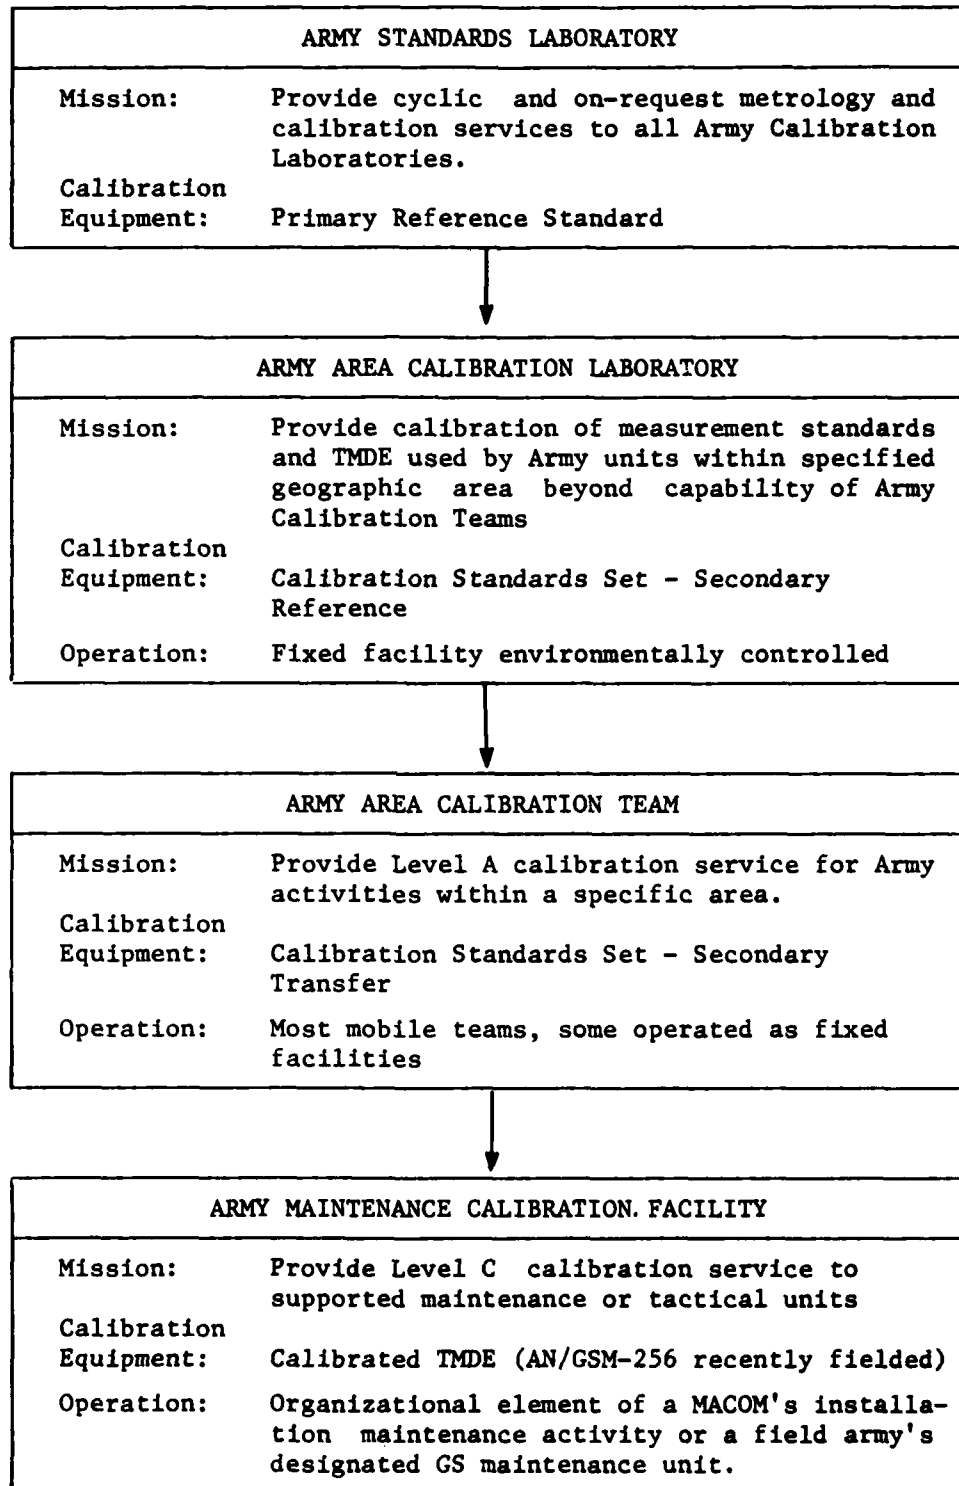 ARMY STANDARDS LABORATORY
Mission: Provide cyclic and on-request metrology and
calibration services to all Army Calibration
Laboratories.
Calibration
Equipment: Primary Reference Standard
ARMY AREA CALIBRATION LABORATORY
Mission: Provide calibration of measurement standards
and TMDE used by Army units within specified
geographic area beyond capability of Army
Calibration Teams
Calibration
Equipment: Calibration Standards Set - Secondary
Reference
Operation: Fixed facility environmentally controlled
ARMY AREA CALIBRATION TEAM
Mission: Provide Level A calibration service for Army
activities within a specific area.
Calibration
Equipment: Calibration Standards Set - Secondary
Transfer
Operation: Most mobile teams, some operated as fixed
facilities
ARMY MAINTENANCE CALIBRATION. FACILITY
Mission: Provide Level C calibration service to
supported maintenance or tactical units
Calibration
Equipment: Calibrated TMDE (AN/GSM-256 recently fielded)
Operation: Organizational element of a MACOM's installa-
tion maintenance activity or a field army's
designated GS maintenance unit.